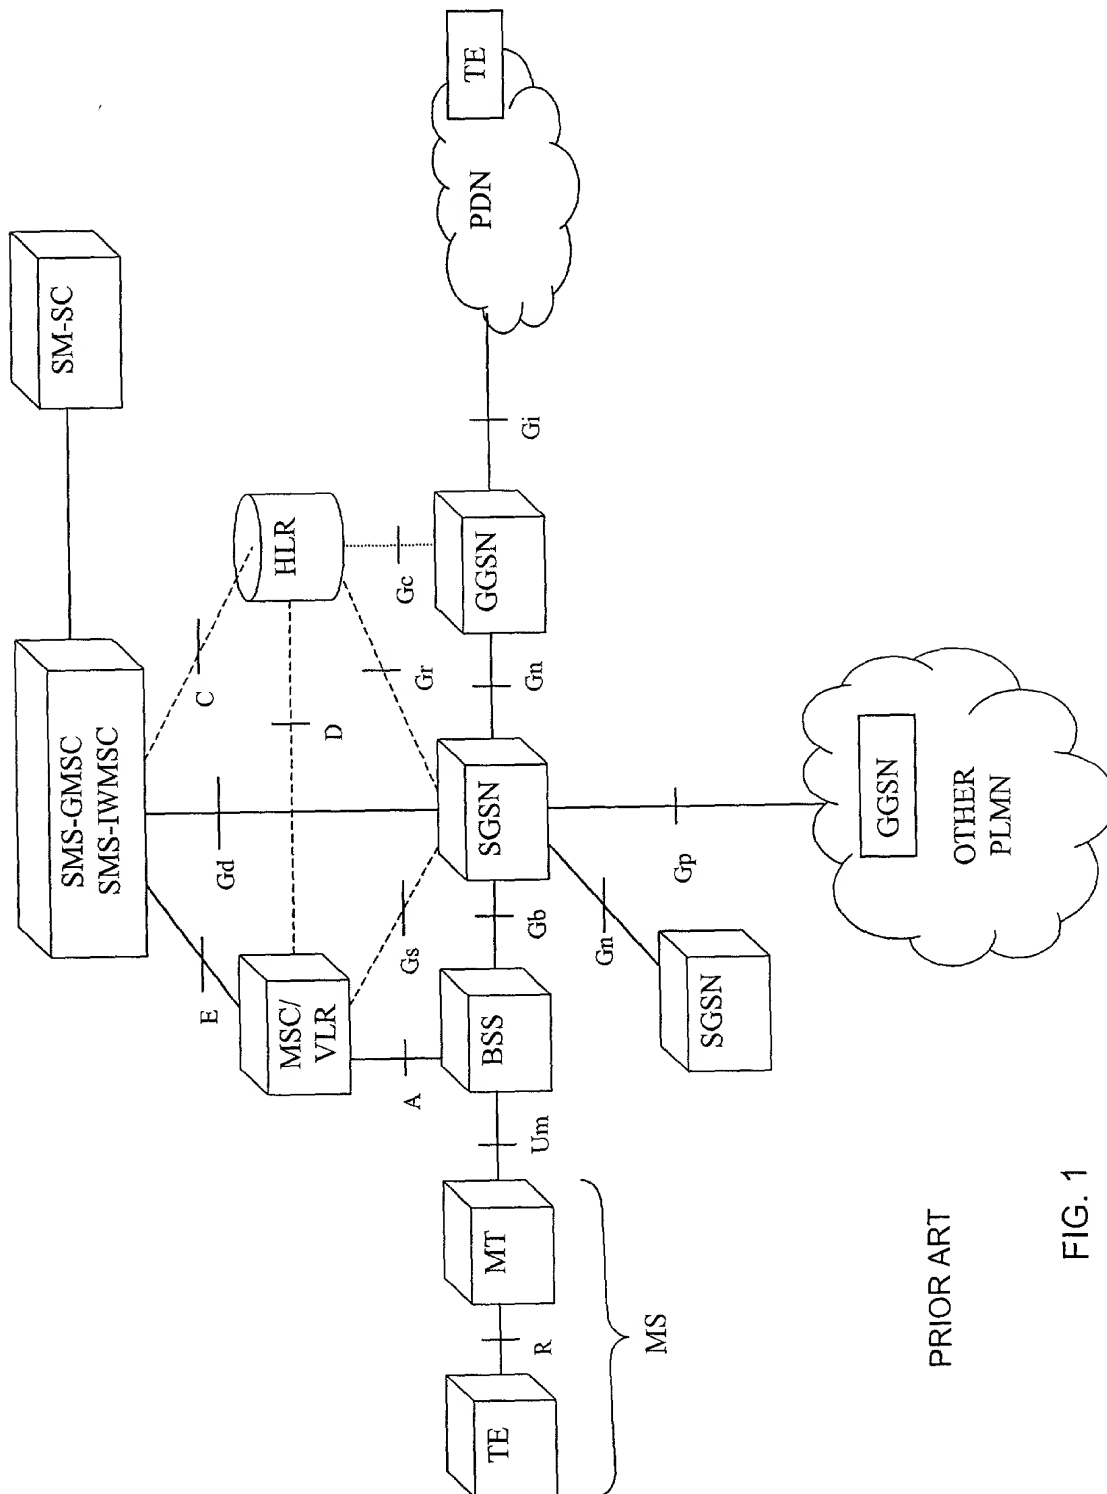 SMS-GMSC
SMS-IWMSC
SM-SC
E
Gd
C
MSC/
VLR
D
HLR
A
Gs
Gr
Gc
TE
R
MT
Um
BSS
Gb
SGSN
Gn
GGSN
Gi
PDN
TE
MS
Gn
Gp
SGSN
GGSN
OTHER
PLMN
PRIOR ART
FIG. 1